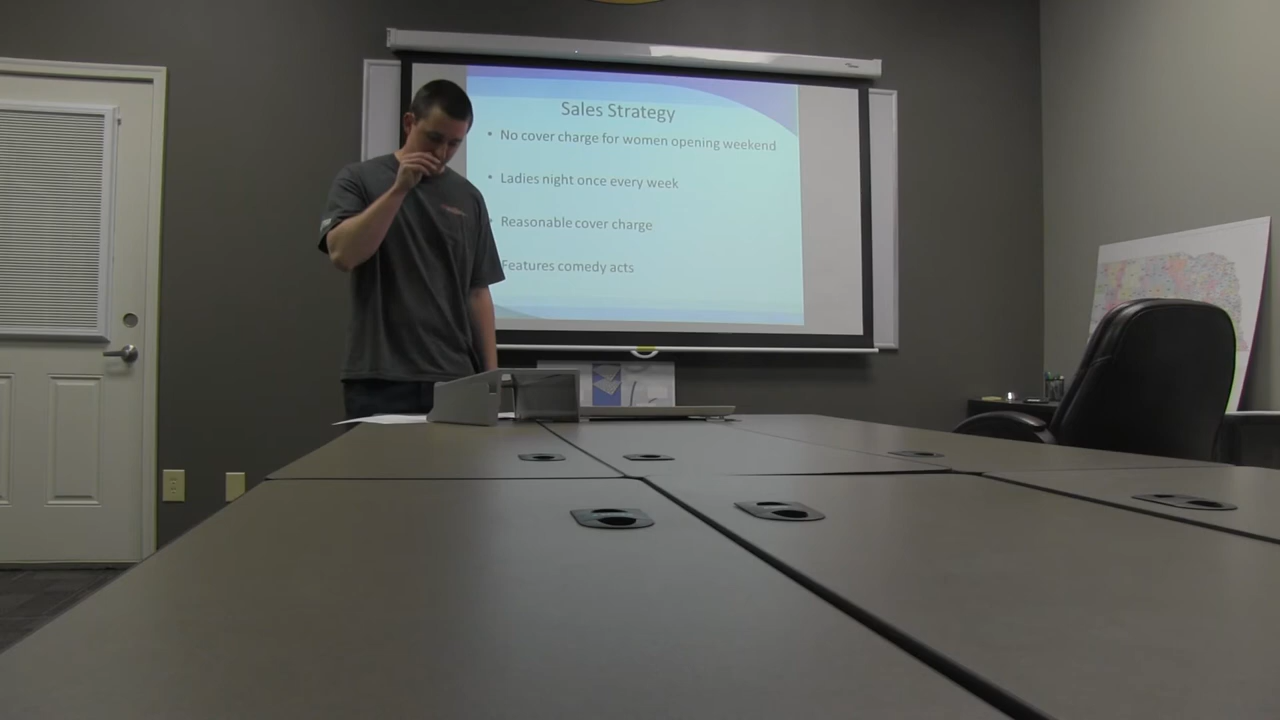 Sales Strategy
• No cover charge for women opening weekend
• Ladies night once every week
• Reasonable cover charge
Features comedy acts